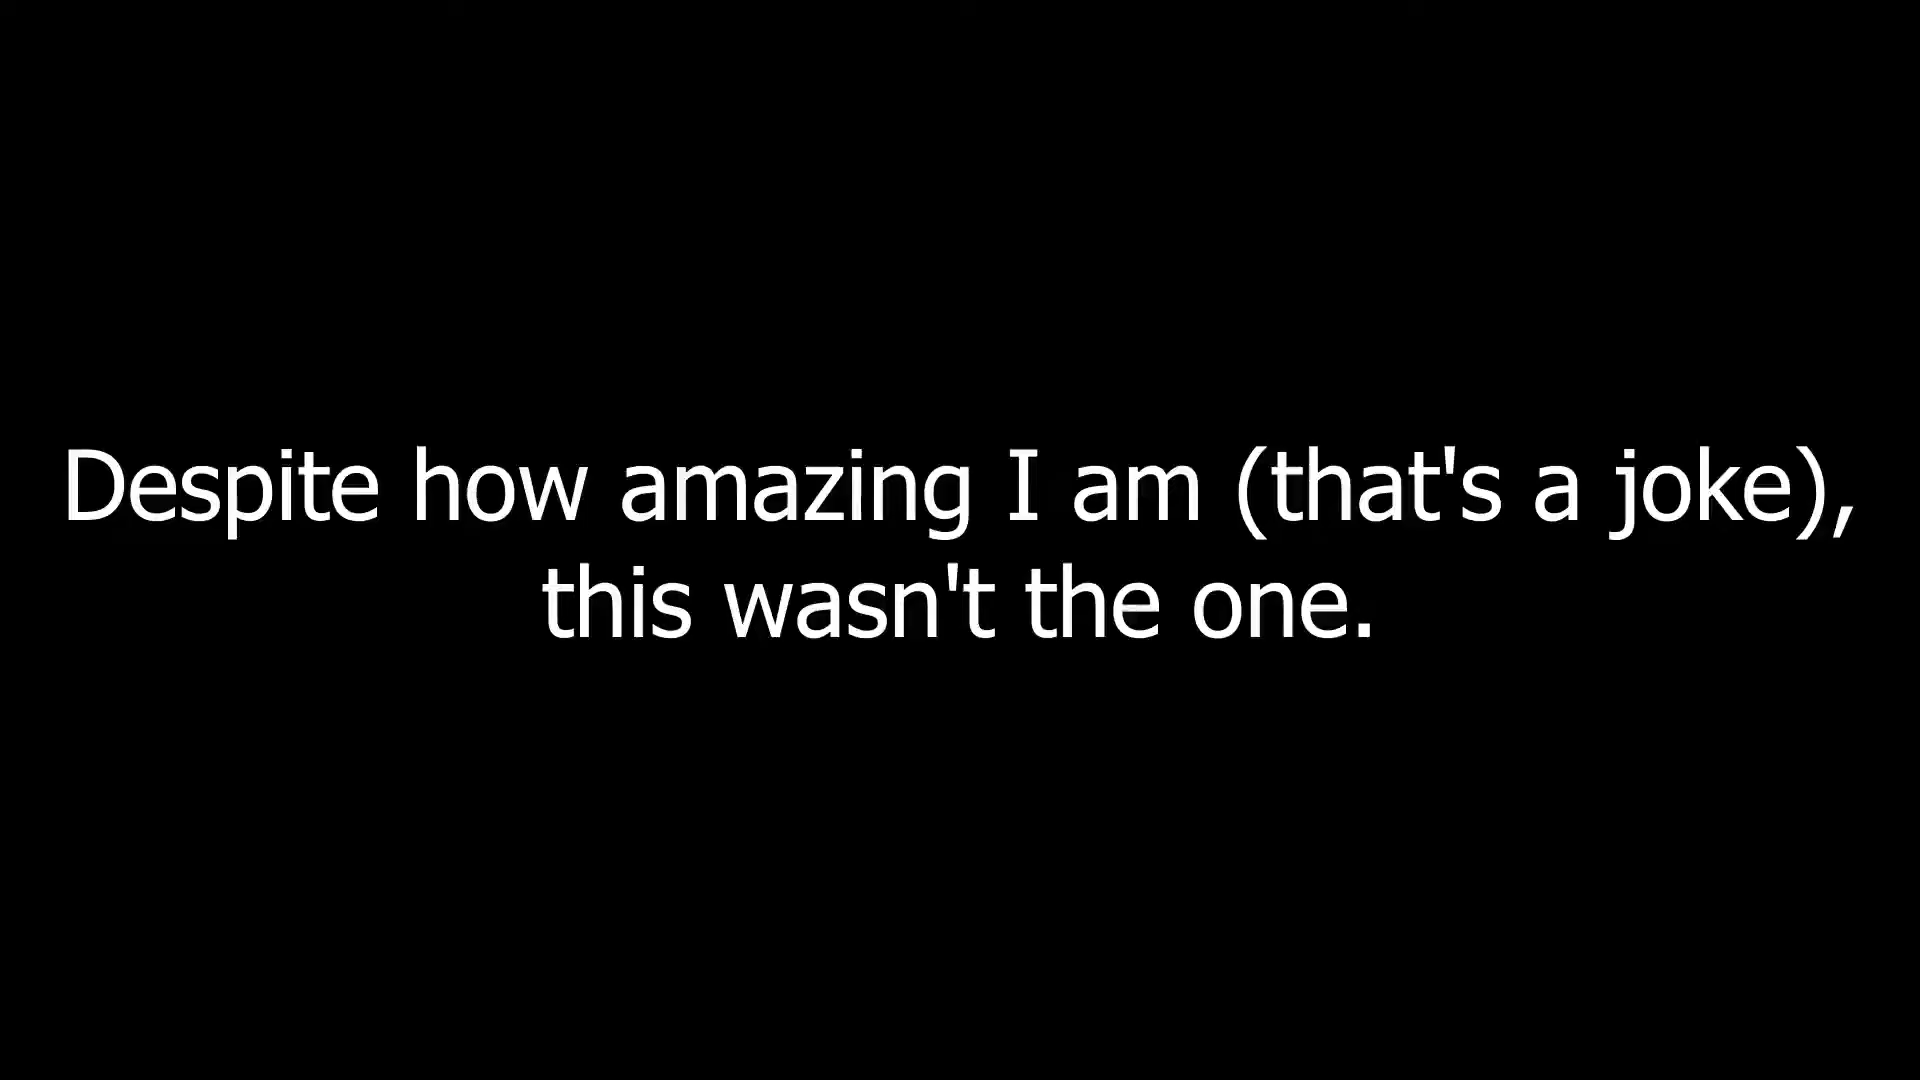 Despite how amazing I am (that's a joke),
this wasn't the one.